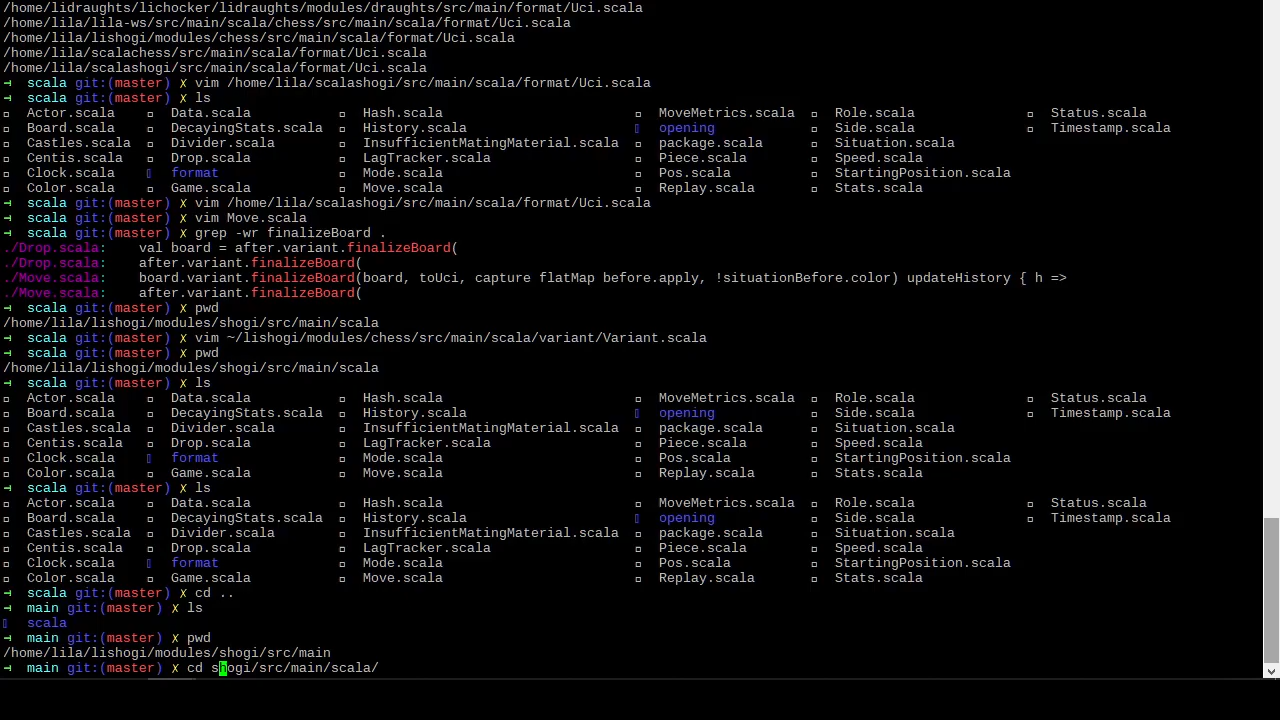 /home/lidraughts/lichocker/lidraughts/modules/draughts/src/main/format/Uci.scala
/home/lila/lila-ws/src/main/scala/chess/src/main/scala/format/Uci.scala
/home/lila/lishogi/modules/chess/src/main/scala/format/Uci.scala
/home/lila/scalachess/src/main/scala/format/Uci.scala
/home/lila/scalashogi/src/main/scala/format/Uci.scala
scala git:(master) ✗ vim /home/lila/scalashogi/src/main/scala/format/Uci.scala
scala git:(master) ✗ ls
Actor.scala Data.scala Hash.scala MoveMetrics.scala Role.scala Status.scala
Board.scala DecayingStats.scala History.scala opening Side.scala Timestamp.scala
Castles.scala Divider.scala InsufficientMatingMaterial.scala package.scala Situation.scala
Centis.scala Drop.scala LagTracker.scala Piece.scala Speed.scala
Clock.scala format Mode.scala Pos.scala StartingPosition.scala
Color.scala Game.scala Move.scala Replay.scala Stats.scala
scala git:(master) ✗ vim /home/lila/scalashogi/src/main/scala/format/Uci.scala
scala git:(master) ✗ vim Move.scala
scala git:(master) ✗ grep -wr finalizeBoard .
./Drop.scala: val board = after.variant.finalizeBoard(
./Drop.scala: after.variant.finalizeBoard(
./Move.scala: board.variant.finalizeBoard(board, toUci, capture flatMap before.apply, !situationBefore.color) updateHistory { h =>
./Move.scala: after.variant.finalizeBoard(
scala git:(master) ✗ pwd
/home/lila/lishogi/modules/shogi/src/main/scala
scala git:(master) ✗ vim ~/lishogi/modules/chess/src/main/scala/variant/Variant.scala
scala git:(master) ✗ pwd
/home/lila/lishogi/modules/shogi/src/main/scala
scala git:(master) ✗ ls
Actor.scala Data.scala Hash.scala MoveMetrics.scala Role.scala Status.scala
Board.scala DecayingStats.scala History.scala opening Side.scala Timestamp.scala
Castles.scala Divider.scala InsufficientMatingMaterial.scala package.scala Situation.scala
Centis.scala Drop.scala LagTracker.scala Piece.scala Speed.scala
Clock.scala format Mode.scala Pos.scala StartingPosition.scala
Color.scala Game.scala Move.scala Replay.scala Stats.scala
scala git:(master) ✗ ls
Actor.scala Data.scala Hash.scala MoveMetrics.scala Role.scala Status.scala
Board.scala DecayingStats.scala History.scala opening Side.scala Timestamp.scala
Castles.scala Divider.scala InsufficientMatingMaterial.scala package.scala Situation.scala
Centis.scala Drop.scala LagTracker.scala Piece.scala Speed.scala
Clock.scala format Mode.scala Pos.scala StartingPosition.scala
Color.scala Game.scala Move.scala Replay.scala Stats.scala
scala git:(master) ✗ cd ..
main git:(master) ✗ ls
scala
main git:(master) ✗ pwd
/home/lila/lishogi/modules/shogi/src/main
main git:(master) ✗ cd shogi/src/main/scala/